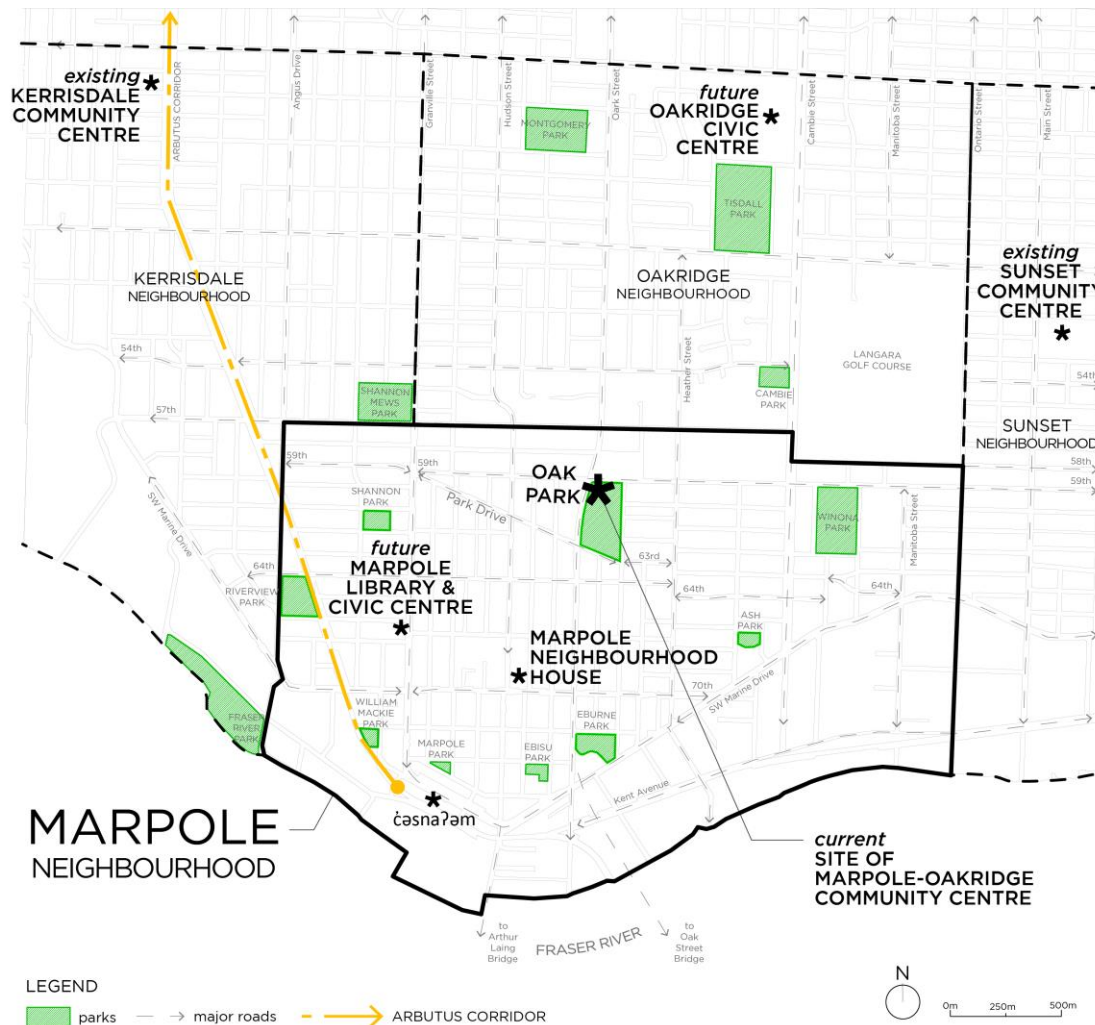 existing
KERRISDALE
COMMUNITY
CENTRE
ARBUTUS CORRIDOR
Angus Drive
Granville Street
Hudson Street
MONTGOMERY
PARK
Oark Street
future
OAKRIDGE
CIVIC
CENTRE
Cambie Street
Manitoba Street
Ontario Street
Main Street
TISDALL
PARK
KERRISDALE
NEIGHBOURHOOD
OAKRIDGE
NEIGHBOURHOOD
existing
SUNSET
COMMUNITY
CENTRE
54th
Heather Street
LANGARA
GOLF COURSE
CAMBIE
PARK
54th
SHANNON
MEWS PARK
57th
SUNSET
NEIGHBOURHOOD
58th
59th
59th
59th
OAK
PARK
SW Marine Drive
SHANNON
PARK
Park Drive
WINONA
PARK
Manitoba Street
future
MARPOLE
LIBRARY &
CIVIC CENTRE
63rd
64th
RIVERVIEW
PARK
64th
64th
ASH
PARK
MARPOLE
NEIGHBOURHOOD
HOUSE
70th
SW Marine Drive
FRASER
RIVER
PARK
WILLIAM
MACKIE
PARK
MARPOLE
PARK
EBISU
PARK
EBURNE
PARK
Kent Avenue
c̓əsnaʔəm
MARPOLE
NEIGHBOURHOOD
current
SITE OF
MARPOLE-OAKRIDGE
COMMUNITY CENTRE
to
Arthur
Laing
Bridge
FRASER RIVER
to
Oak
Street
Bridge
LEGEND
parks
major roads
ARBUTUS CORRIDOR
N
0m 250m 500m